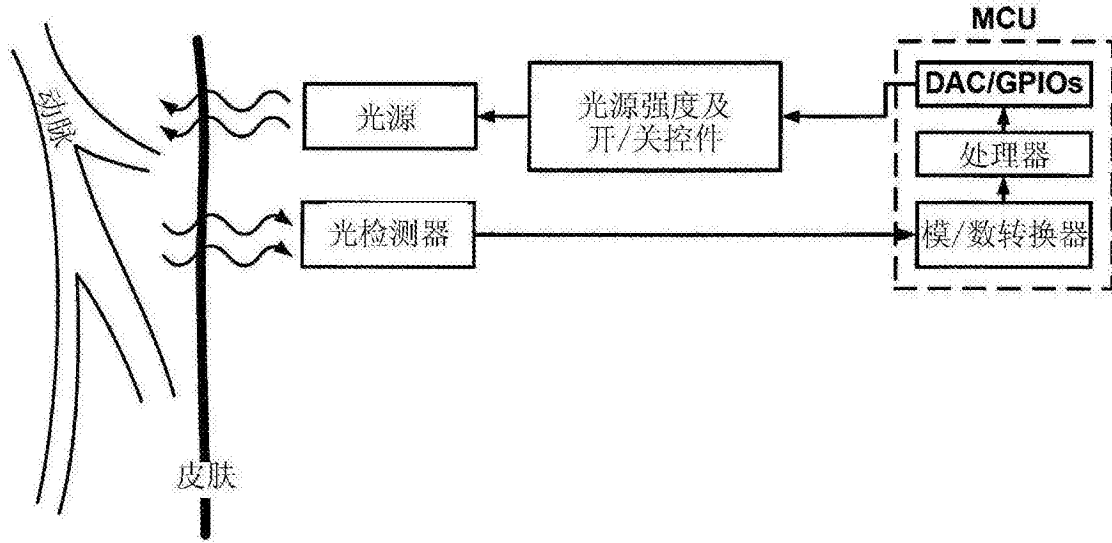 MCU
动脉
光源
光源强度及
开/关控件
DAC/GPIOs
处理器
光检测器
模/数转换器
皮肤